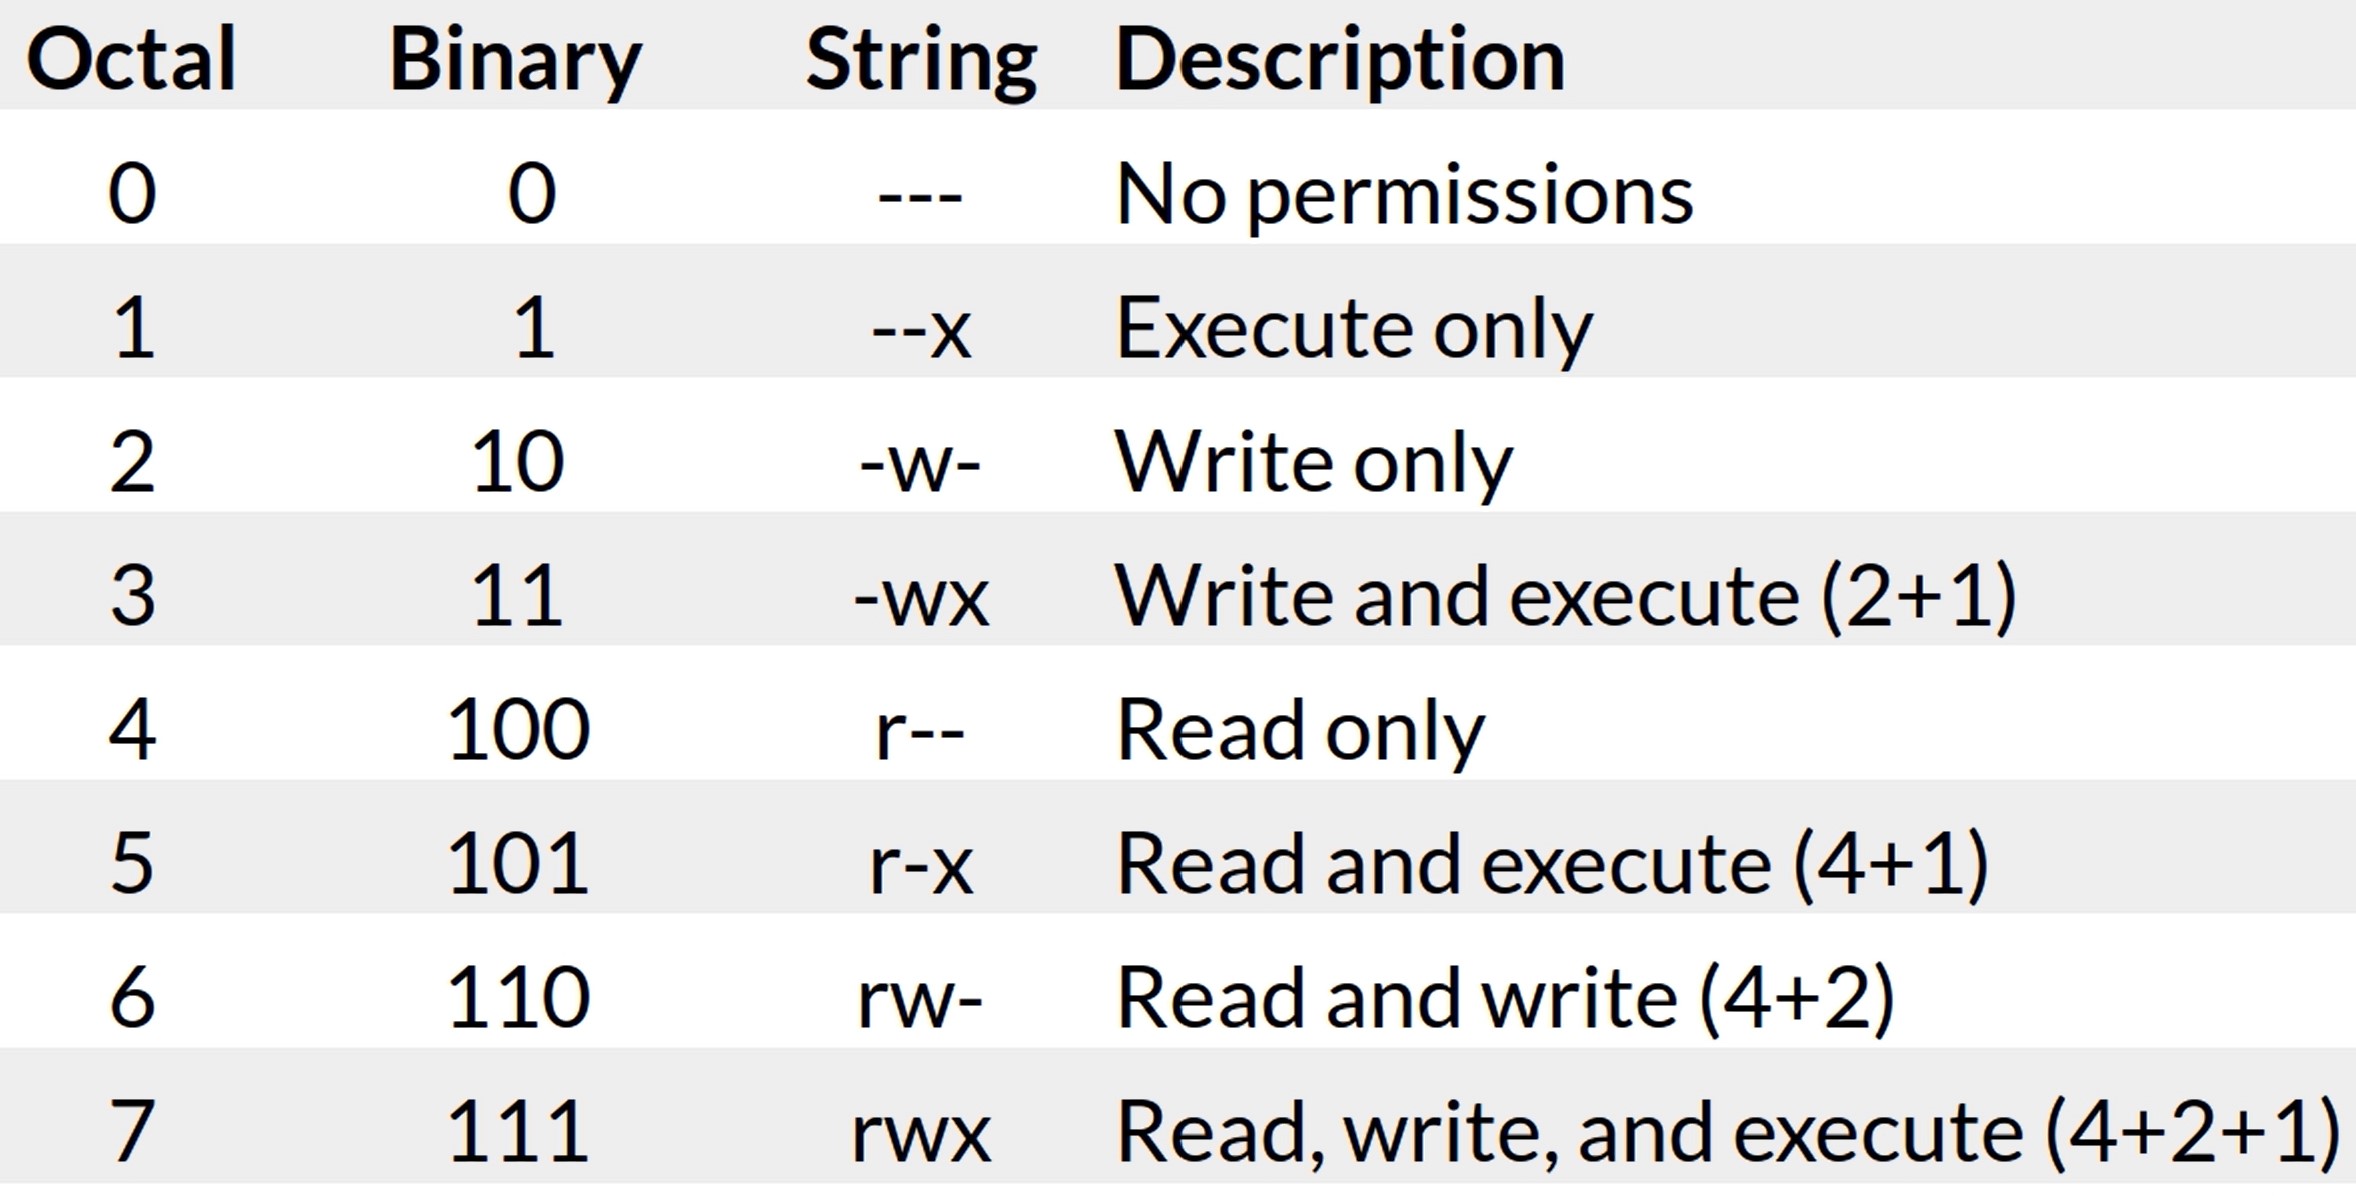 Octal Binary String Description
0 0 --- No permissions
1 1 --x Execute only
2 10 -w- Write only
3 11 -wx Write and execute (2+1)
4 100 r-- Read only
5 101 r-x Read and execute (4+1)
6 110 rw- Read and write (4+2)
7 111 rwx Read, write, and execute (4+2+1)